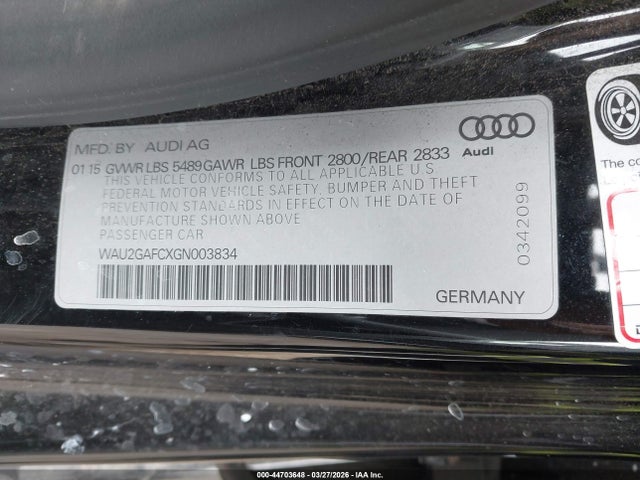 MFD. BY AUDI AG
01 15 GVWR LBS 5489 GAWR LBS FRONT 2800/REAR 2833
THIS VEHICLE CONFORMS TO ALL APPLICABLE U.S
FEDERAL MOTOR VEHICLE SAFETY, BUMPER AND THEFT
PREVENTION STANDARDS IN EFFECT ON THE DATE OF
MANUFACTURE SHOWN ABOVE
PASSENGER CAR
WAU2GAFCXGN003834
GERMANY
Audi
0342099
The co
000-44703648 - 03/27/2026 - IAA Inc.